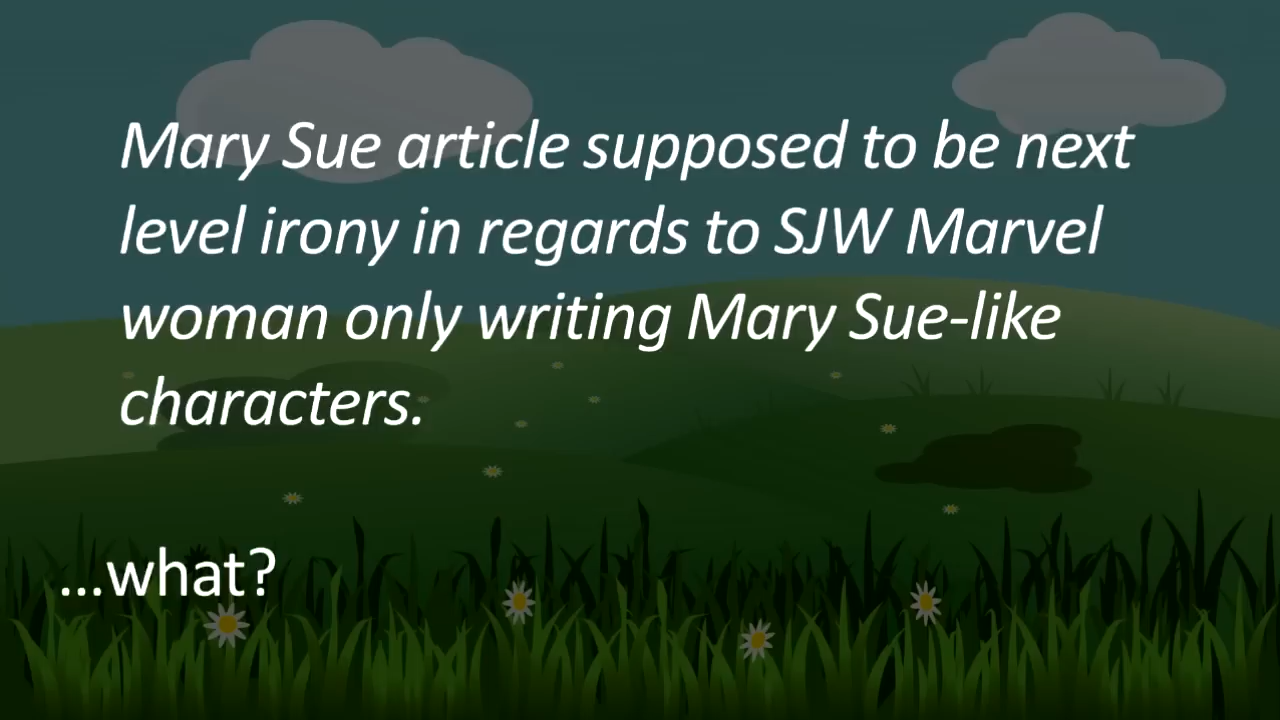 Mary Sue article supposed to be next
level irony in regards to SJW Marvel
woman only writing Mary Sue-like
characters.
...what?